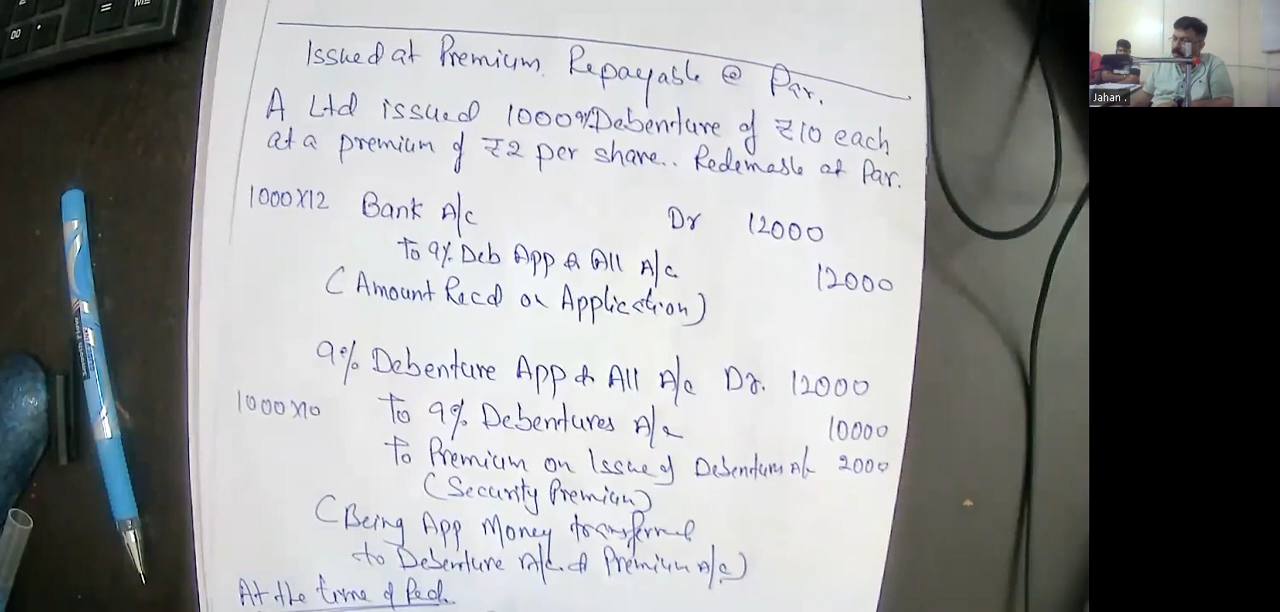 Issued at Premium. Repayable @ Par.
A Ltd issued 1000 9% Debenture of ₹10 each
at a premium of ₹2 per share.. Redemable at Par.
1000X12 Bank A/c Dr 12000
To 9% Deb App & All A/c 12000
(Amount Recd on Application)
9% Debenture App & All A/c Dr. 12000
1000X10 To 9% Debentures A/c 10000
To Premium on Issue of Debenture A/c 2000
(Security Premium)
(Being App Money transferred
to Debenture A/c & Premium A/c)
At the time of Red.
Jahan .
00
=
M±